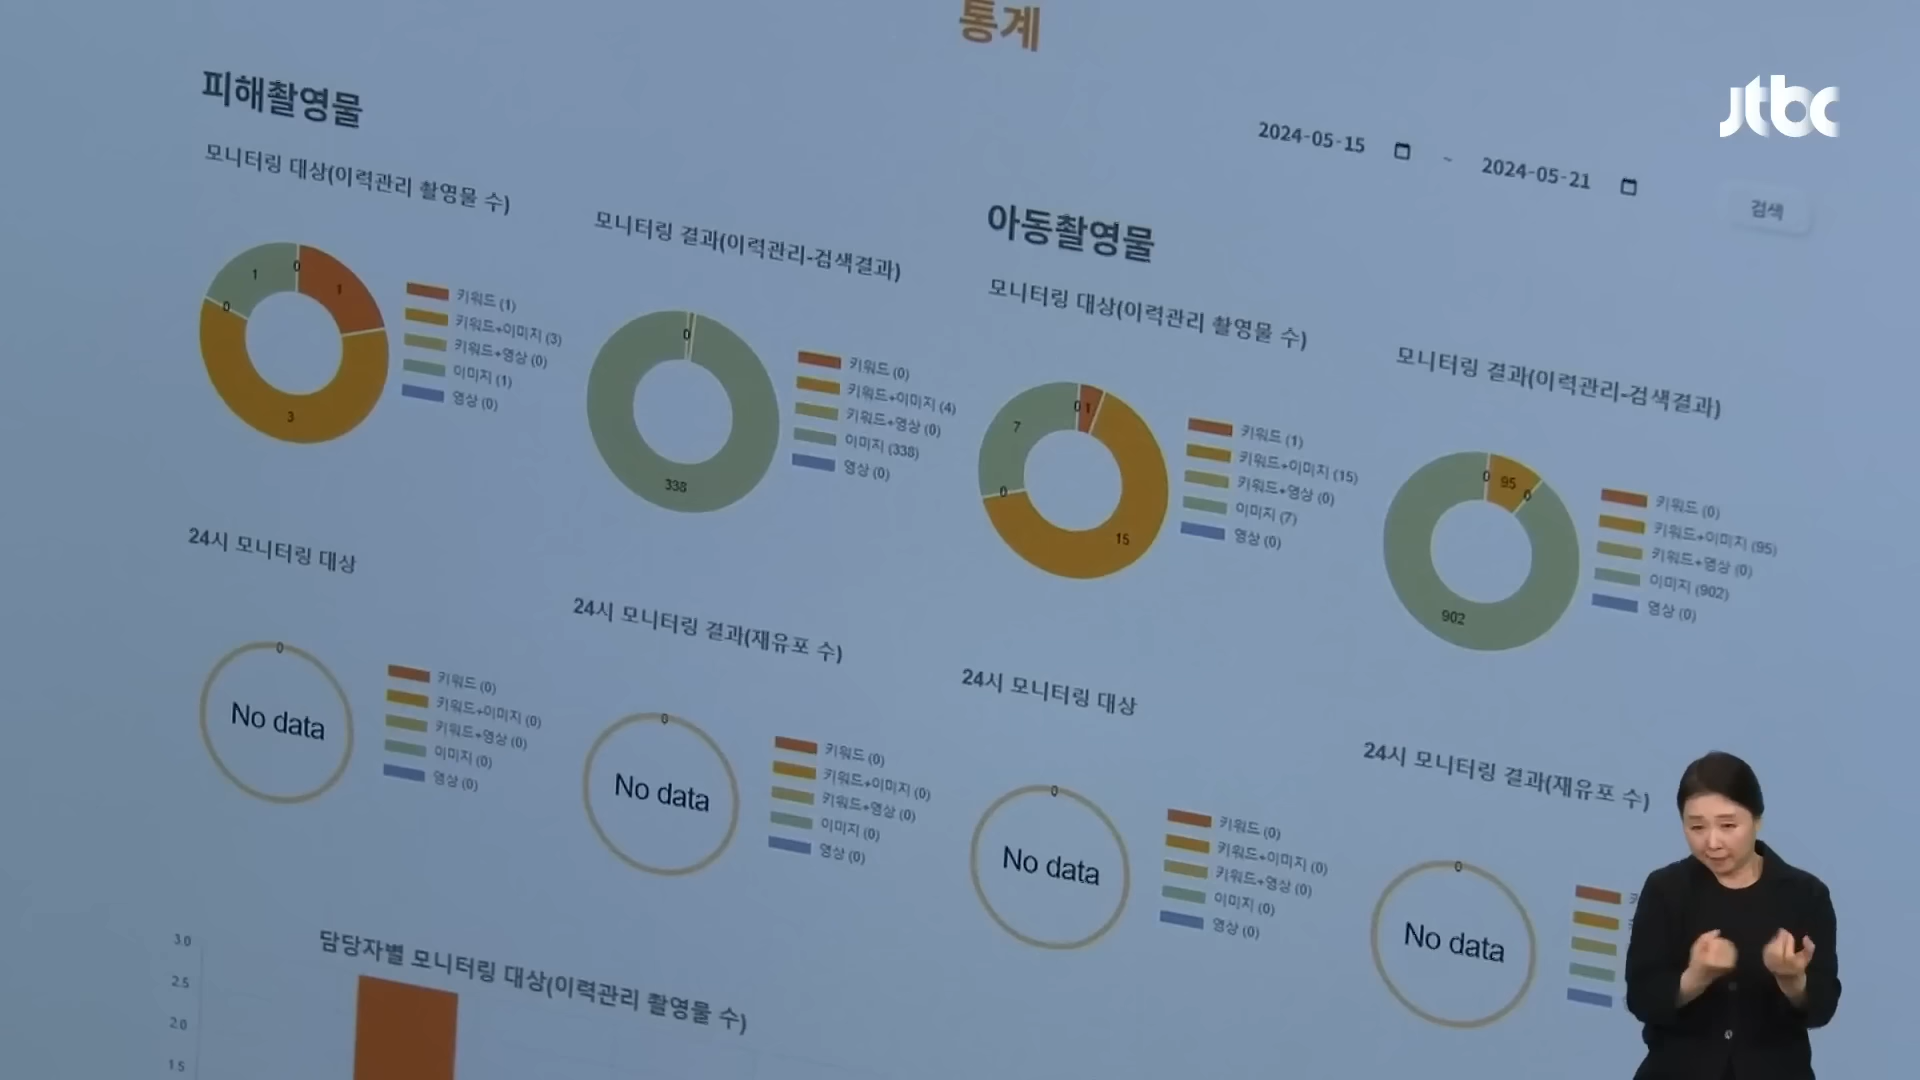 통계
jtbc
2024-05-15 ~ 2024-05-21
검색
피해촬영물
모니터링 대상(이력관리 촬영물 수)
0
1
1
0
3
키워드 (1)
키워드+이미지 (3)
키워드+영상 (0)
이미지 (1)
영상 (0)
모니터링 결과(이력관리-검색결과)
0
338
키워드 (0)
키워드+이미지 (4)
키워드+영상 (0)
이미지 (338)
영상 (0)
아동촬영물
모니터링 대상(이력관리 촬영물 수)
0 1
7
0
15
키워드 (1)
키워드+이미지 (15)
키워드+영상 (0)
이미지 (7)
영상 (0)
모니터링 결과(이력관리-검색결과)
0 95 0
902
키워드 (0)
키워드+이미지 (95)
키워드+영상 (0)
이미지 (902)
영상 (0)
24시 모니터링 대상
0
No data
키워드 (0)
키워드+이미지 (0)
키워드+영상 (0)
이미지 (0)
영상 (0)
24시 모니터링 결과(재유포 수)
0
No data
키워드 (0)
키워드+이미지 (0)
키워드+영상 (0)
이미지 (0)
영상 (0)
24시 모니터링 대상
0
No data
키워드 (0)
키워드+이미지 (0)
키워드+영상 (0)
이미지 (0)
영상 (0)
24시 모니터링 결과(재유포 수)
0
No data
담당자별 모니터링 대상(이력관리 촬영물 수)
3.0
2.5
2.0
1.5